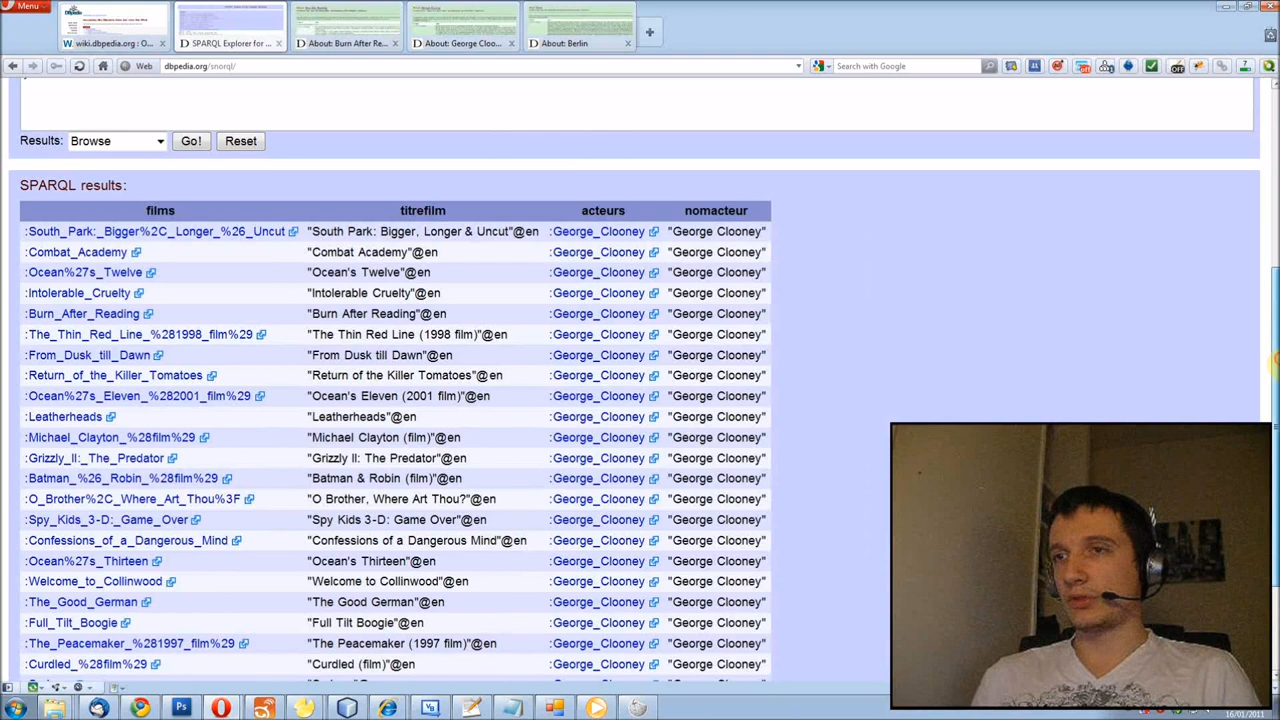 Menu
wiki.dbpedia.org : O...
SPARQL Explorer for ...
About: Burn After Re...
About: George Cloo...
About: Berlin
Web
dbpedia.org/snorql/
Search with Google
Results: Browse Go! Reset
SPARQL results:
films titrefilm acteurs nomacteur
:South_Park:_Bigger%2C_Longer_%26_Uncut "South Park: Bigger, Longer & Uncut"@en :George_Clooney "George Clooney"
:Combat_Academy "Combat Academy"@en :George_Clooney "George Clooney"
:Ocean%27s_Twelve "Ocean's Twelve"@en :George_Clooney "George Clooney"
:Intolerable_Cruelty "Intolerable Cruelty"@en :George_Clooney "George Clooney"
:Burn_After_Reading "Burn After Reading"@en :George_Clooney "George Clooney"
:The_Thin_Red_Line_%281998_film%29 "The Thin Red Line (1998 film)"@en :George_Clooney "George Clooney"
:From_Dusk_till_Dawn "From Dusk till Dawn"@en :George_Clooney "George Clooney"
:Return_of_the_Killer_Tomatoes "Return of the Killer Tomatoes"@en :George_Clooney "George Clooney"
:Ocean%27s_Eleven_%282001_film%29 "Ocean's Eleven (2001 film)"@en :George_Clooney "George Clooney"
:Leatherheads "Leatherheads"@en :George_Clooney "George Clooney"
:Michael_Clayton_%28film%29 "Michael Clayton (film)"@en :George_Clooney "George Clooney"
:Grizzly_II:_The_Predator "Grizzly II: The Predator"@en :George_Clooney "George Clooney"
:Batman_%26_Robin_%28film%29 "Batman & Robin (film)"@en :George_Clooney "George Clooney"
:O_Brother%2C_Where_Art_Thou%3F "O Brother, Where Art Thou?"@en :George_Clooney "George Clooney"
:Spy_Kids_3-D:_Game_Over "Spy Kids 3-D: Game Over"@en :George_Clooney "George Clooney"
:Confessions_of_a_Dangerous_Mind "Confessions of a Dangerous Mind"@en :George_Clooney "George Clooney"
:Ocean%27s_Thirteen "Ocean's Thirteen"@en :George_Clooney "George Clooney"
:Welcome_to_Collinwood "Welcome to Collinwood"@en :George_Clooney "George Clooney"
:The_Good_German "The Good German"@en :George_Clooney "George Clooney"
:Full_Tilt_Boogie "Full Tilt Boogie"@en :George_Clooney "George Clooney"
:The_Peacemaker_%281997_film%29 "The Peacemaker (1997 film)"@en :George_Clooney "George Clooney"
:Curdled_%28film%29 "Curdled (film)"@en :George_Clooney "George Clooney"
16/01/2011